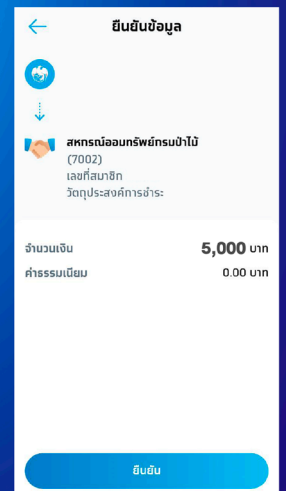 ยืนยันข้อมูล
สหกรณ์ออมทรัพย์กรมป่าไม้
(7002)
เลขที่สมาชิก
วัตถุประสงค์การชำระ
จำนวนเงิน 5,000 บาท
ค่าธรรมเนียม 0.00 บาท
ยืนยัน